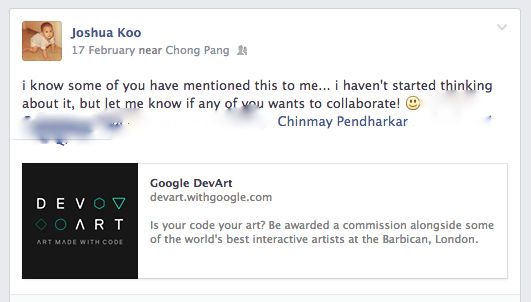 Joshua Koo
17 February near Chong Pang
i know some of you have mentioned this to me... i haven't started thinking
about it, but let me know if any of you wants to collaborate!
Chinmay Pendharkar
DEV
ART
ART MADE WITH CODE
Google DevArt
devart.withgoogle.com
Is your code your art? Be awarded a commission alongside some
of the world's best interactive artists at the Barbican, London.